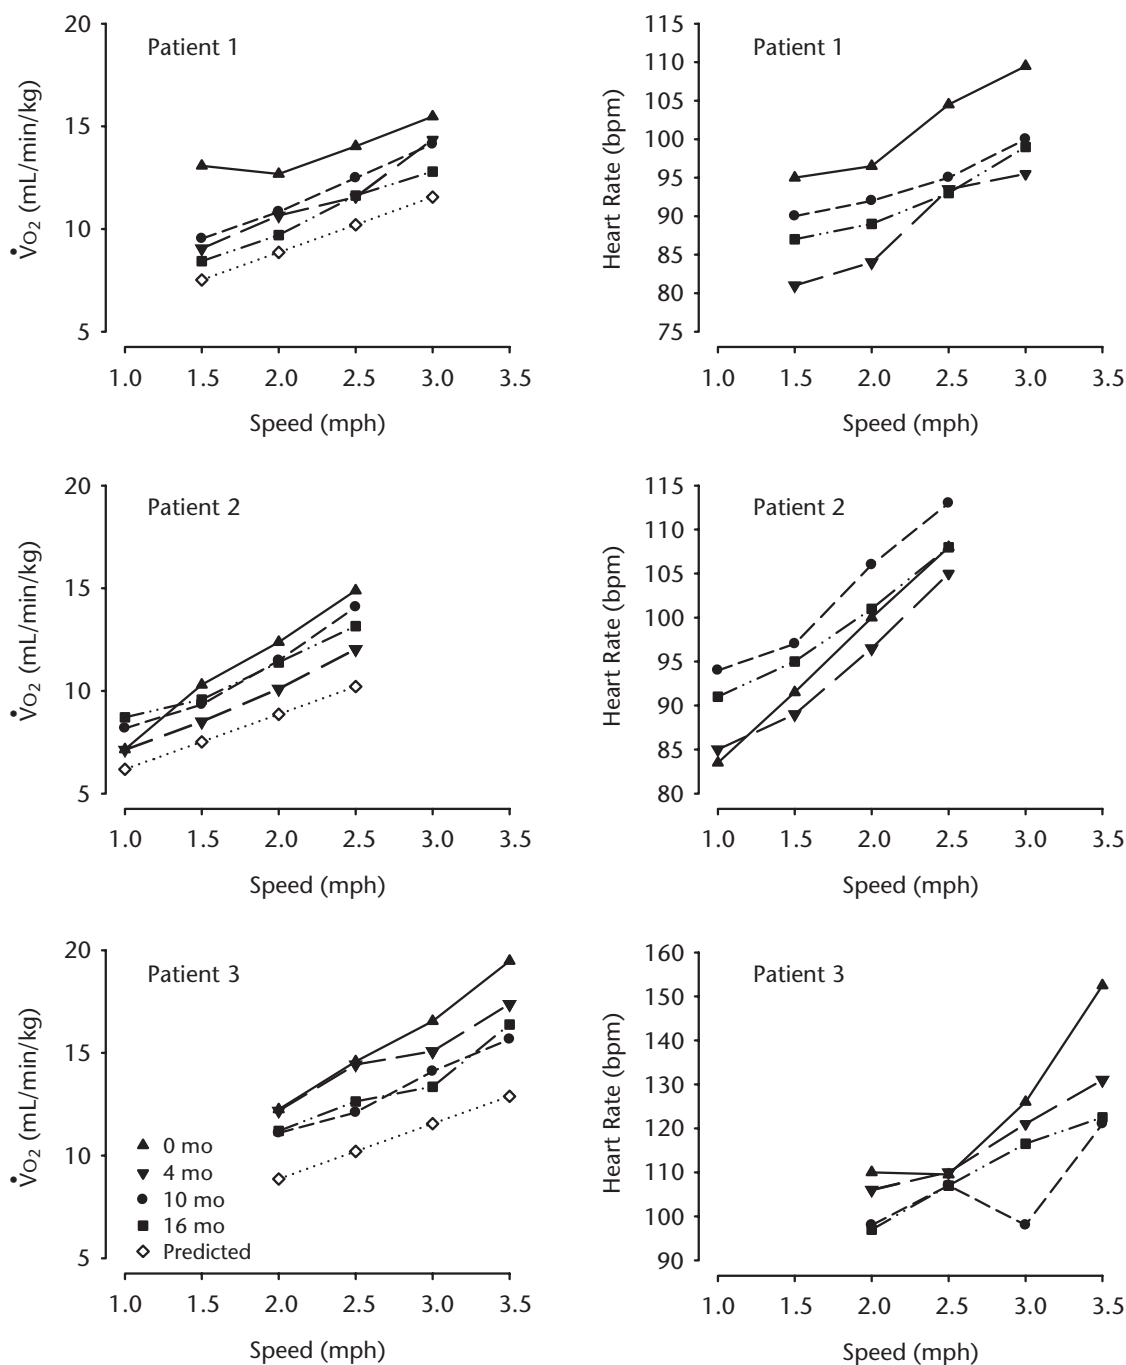 Patient 1
V̇O2 (mL/min/kg)
20
15
10
5
1.0 1.5 2.0 2.5 3.0 3.5
Speed (mph)
Patient 1
Heart Rate (bpm)
115
110
105
100
95
90
85
80
75
1.0 1.5 2.0 2.5 3.0 3.5
Speed (mph)
Patient 2
V̇O2 (mL/min/kg)
20
15
10
5
1.0 1.5 2.0 2.5 3.0 3.5
Speed (mph)
Patient 2
Heart Rate (bpm)
115
110
105
100
95
90
85
80
1.0 1.5 2.0 2.5 3.0 3.5
Speed (mph)
Patient 3
V̇O2 (mL/min/kg)
20
15
10
5
0 mo
4 mo
10 mo
16 mo
Predicted
1.0 1.5 2.0 2.5 3.0 3.5
Speed (mph)
Patient 3
Heart Rate (bpm)
160
150
140
130
120
110
100
90
1.0 1.5 2.0 2.5 3.0 3.5
Speed (mph)